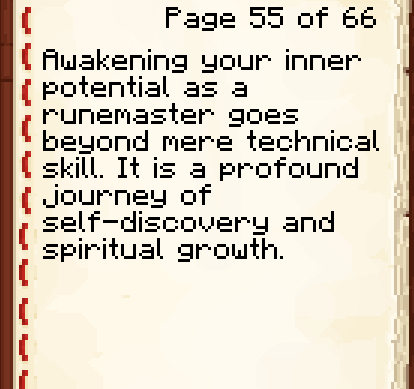 Page 55 of 66
Awakening your inner
potential as a
runemaster goes
beyond mere technical
skill. It is a profound
journey of
self-discovery and
spiritual growth.